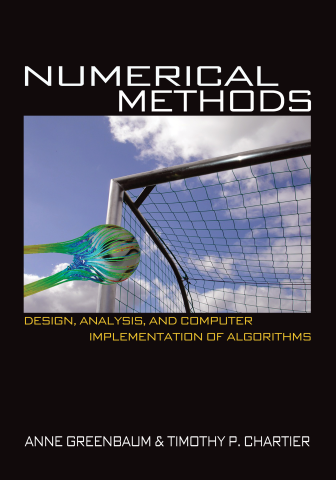 NUMERICAL
METHODS
DESIGN, ANALYSIS, AND COMPUTER
IMPLEMENTATION OF ALGORITHMS
ANNE GREENBAUM & TIMOTHY P. CHARTIER